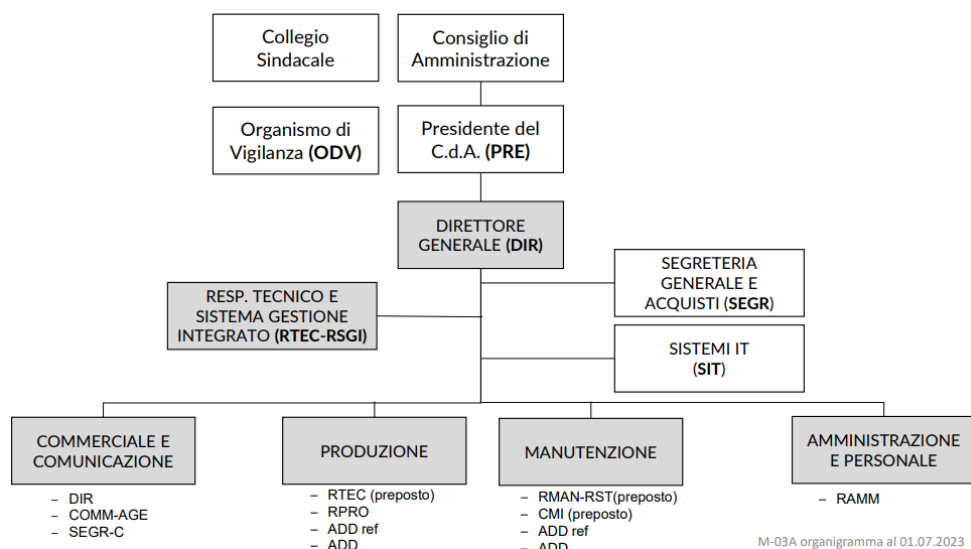 Collegio
Sindacale
Consiglio di
Amministrazione
Organismo di
Vigilanza (ODV)
Presidente del
C.d.A. (PRE)
DIRETTORE
GENERALE (DIR)
SEGRETERIA
GENERALE E
ACQUISTI (SEGR)
RESP. TECNICO E
SISTEMA GESTIONE
INTEGRATO (RTEC-RSGI)
SISTEMI IT
(SIT)
COMMERCIALE E
COMUNICAZIONE
– DIR
– COMM-AGE
– SEGR-C
PRODUZIONE
– RTEC (preposto)
– RPRO
– ADD ref
– ADD
MANUTENZIONE
– RMAN-RST(preposto)
– CMI (preposto)
– ADD ref
– ADD
AMMINISTRAZIONE
E PERSONALE
– RAMM
M-03A organigramma al 01.07.2023